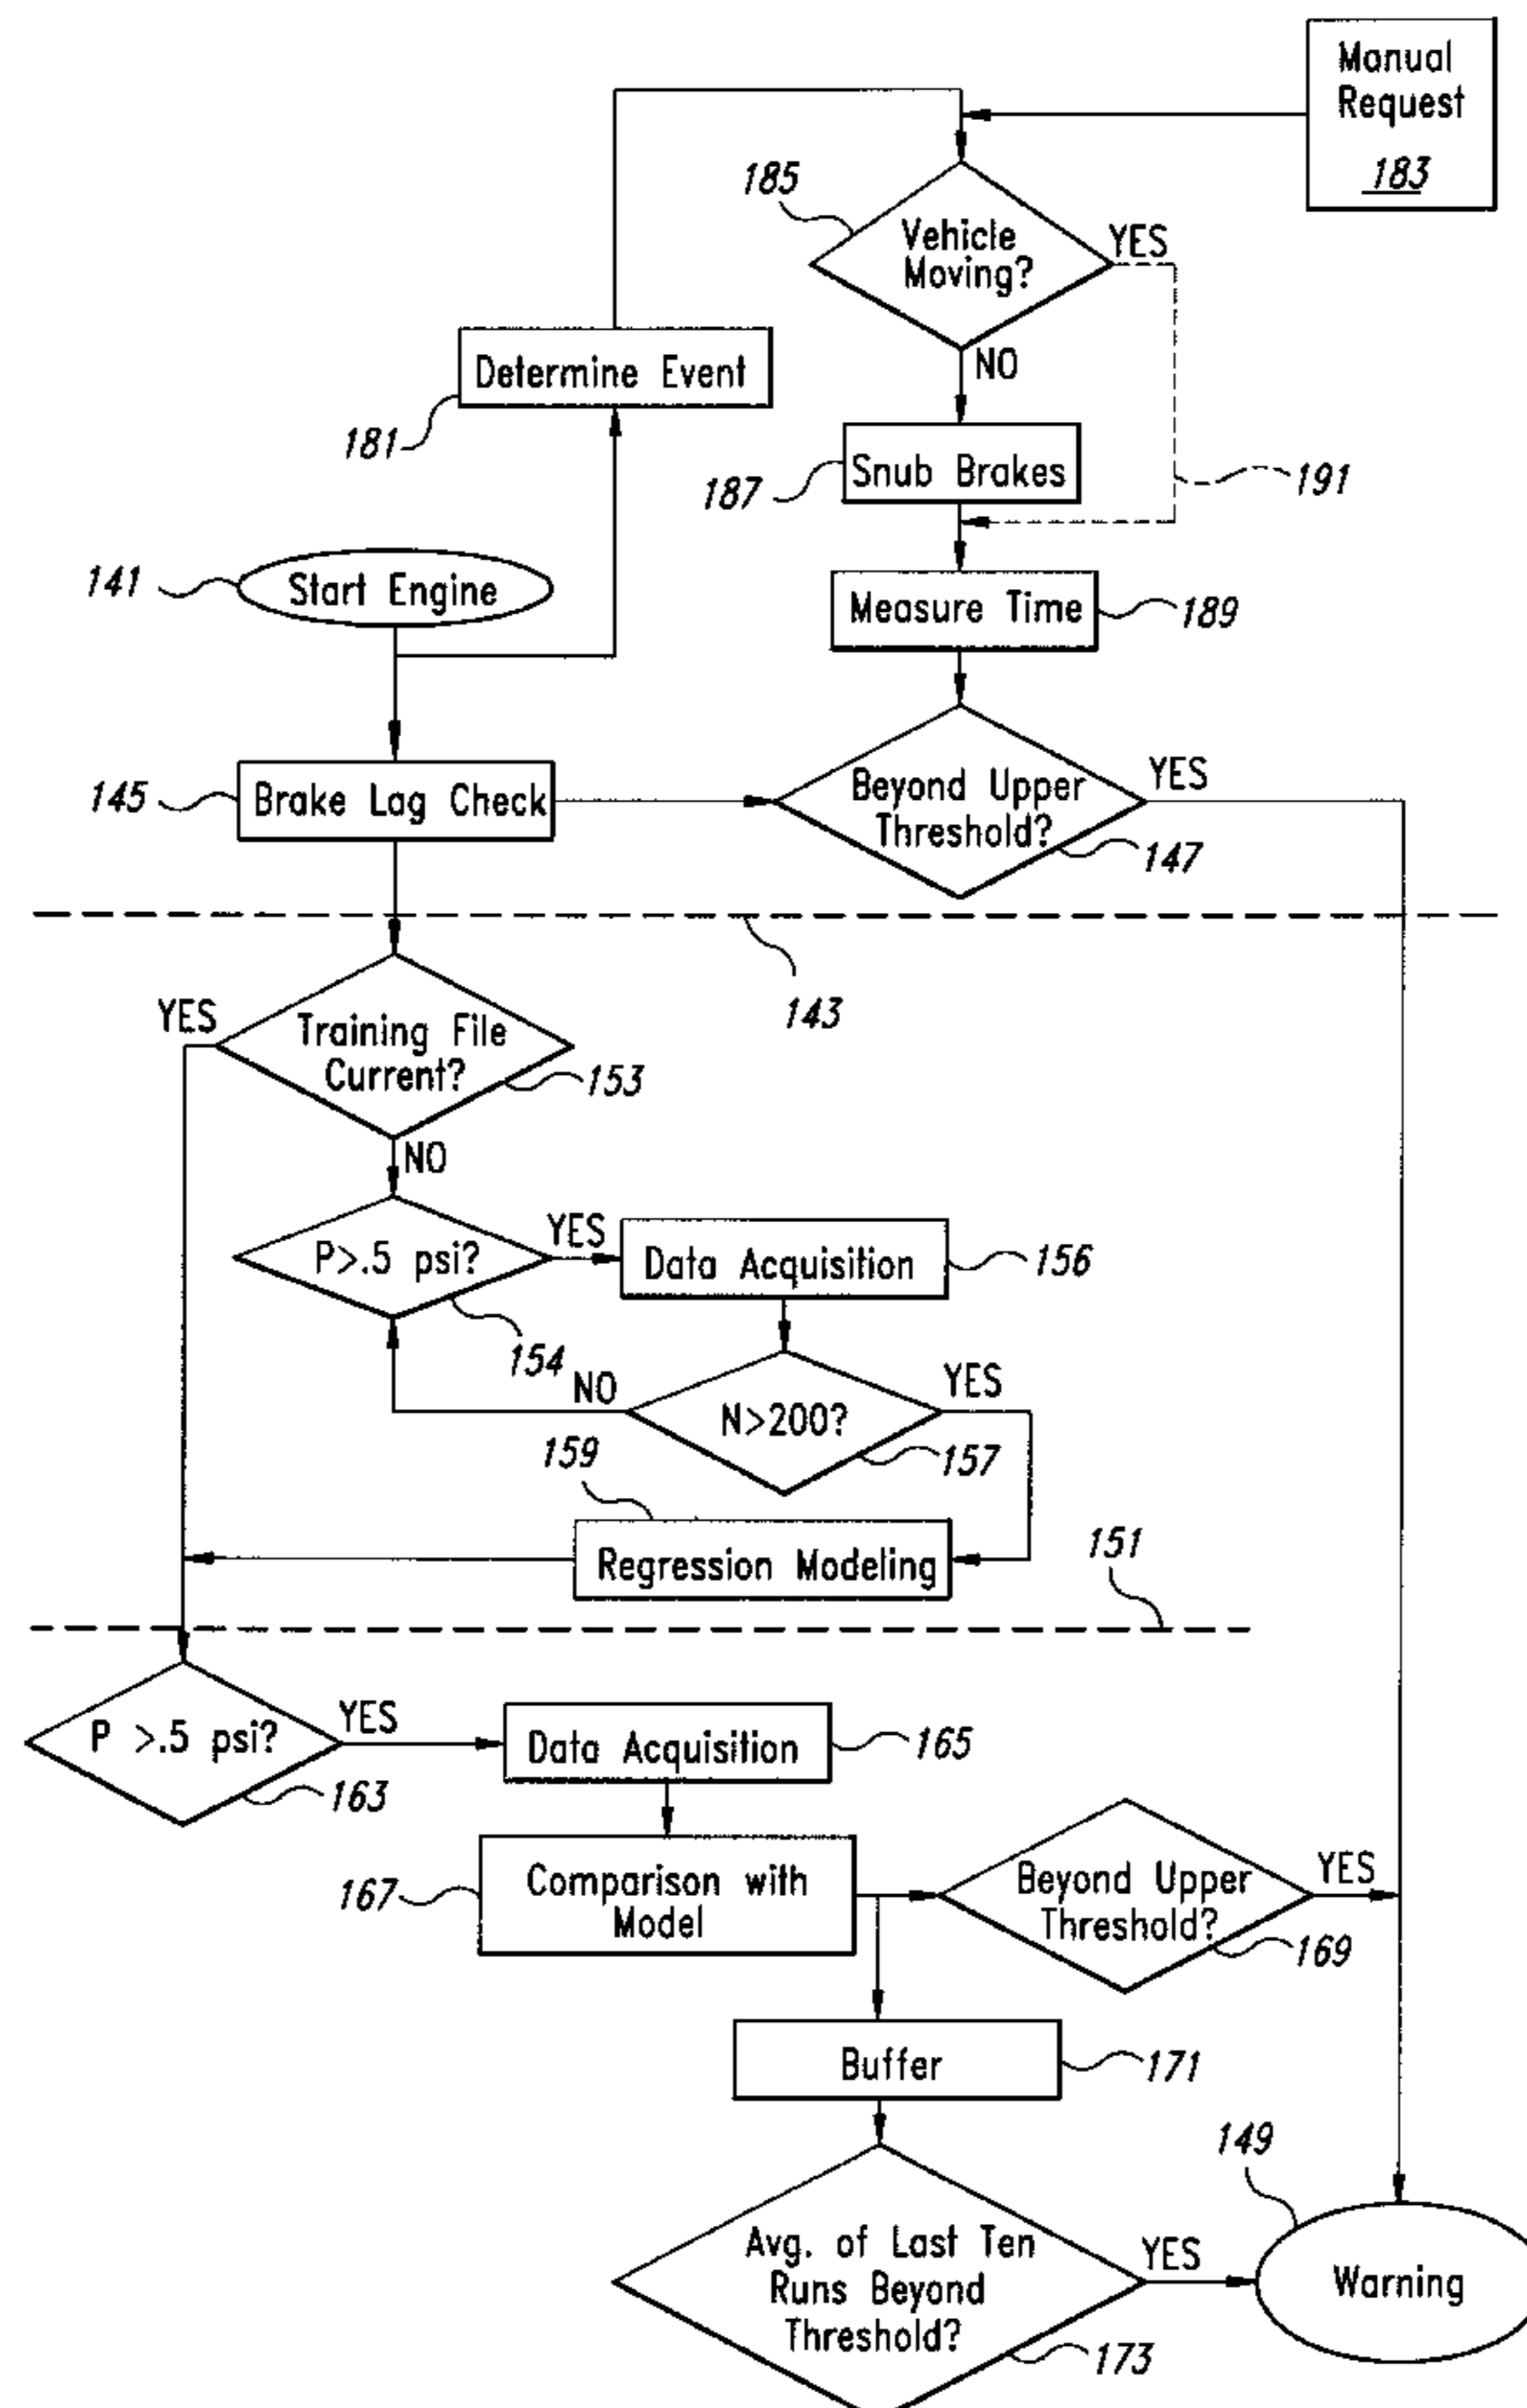 Manual
Request
183
185
Vehicle
Moving?
YES
Determine Event
NO
181
Snub Brakes
187
191
141
Start Engine
Measure Time
189
145
Brake Lag Check
Beyond Upper
Threshold?
YES
147
143
YES
Training File
Current?
153
NO
P>.5 psi?
YES
Data Acquisition
156
154
NO
N>200?
YES
157
159
Regression Modeling
151
P >.5 psi?
YES
Data Acquisition
165
163
167
Comparison with
Model
Beyond Upper
Threshold?
YES
169
Buffer
171
149
Avg. of Last Ten
Runs Beyond
Threshold?
YES
Warning
173